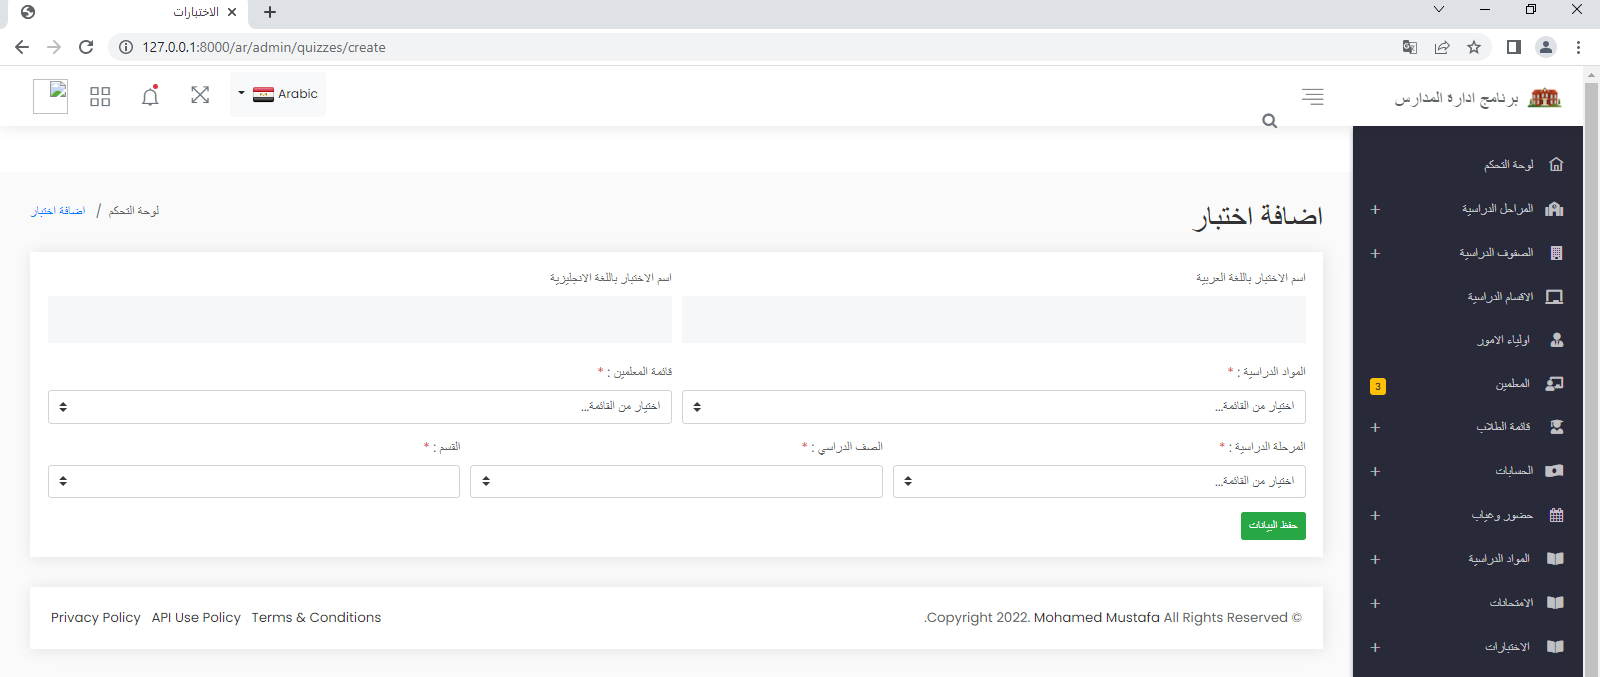 الاختبارات
127.0.0.1:8000/ar/admin/quizzes/create
برنامج ادارة المدارس
Arabic
لوحة التحكم
المراحل الدراسية
الصفوف الدراسية
الاقسام الدراسية
اولياء الامور
المعلمين 3
قائمة الطلاب
الحسابات
حضور وغياب
المواد الدراسية
الامتحانات
الاختبارات
اضافة اختبار
لوحة التحكم / اضافة اختبار
اسم الاختبار باللغة العربية
اسم الاختبار باللغة الانجليزية
المواد الدراسية : *
قائمة المعلمين : *
اختيار من القائمة...
اختيار من القائمة...
المرحلة الدراسية : *
الصف الدراسي : *
القسم : *
اختيار من القائمة...
حفظ البيانات
.Copyright 2022. Mohamed Mustafa All Rights Reserved ©
Privacy Policy API Use Policy Terms & Conditions